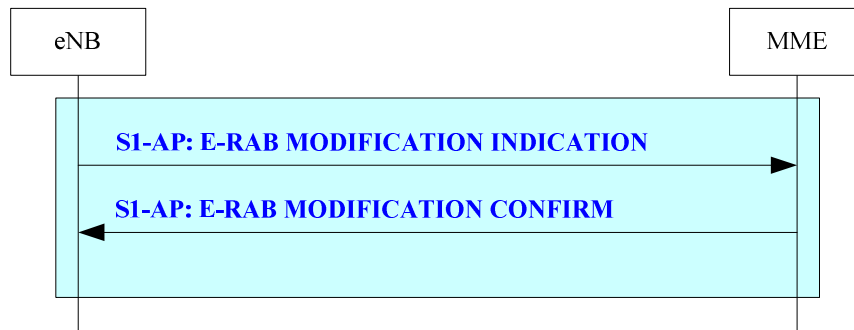 eNB
MME
S1-AP: E-RAB MODIFICATION INDICATION
S1-AP: E-RAB MODIFICATION CONFIRM